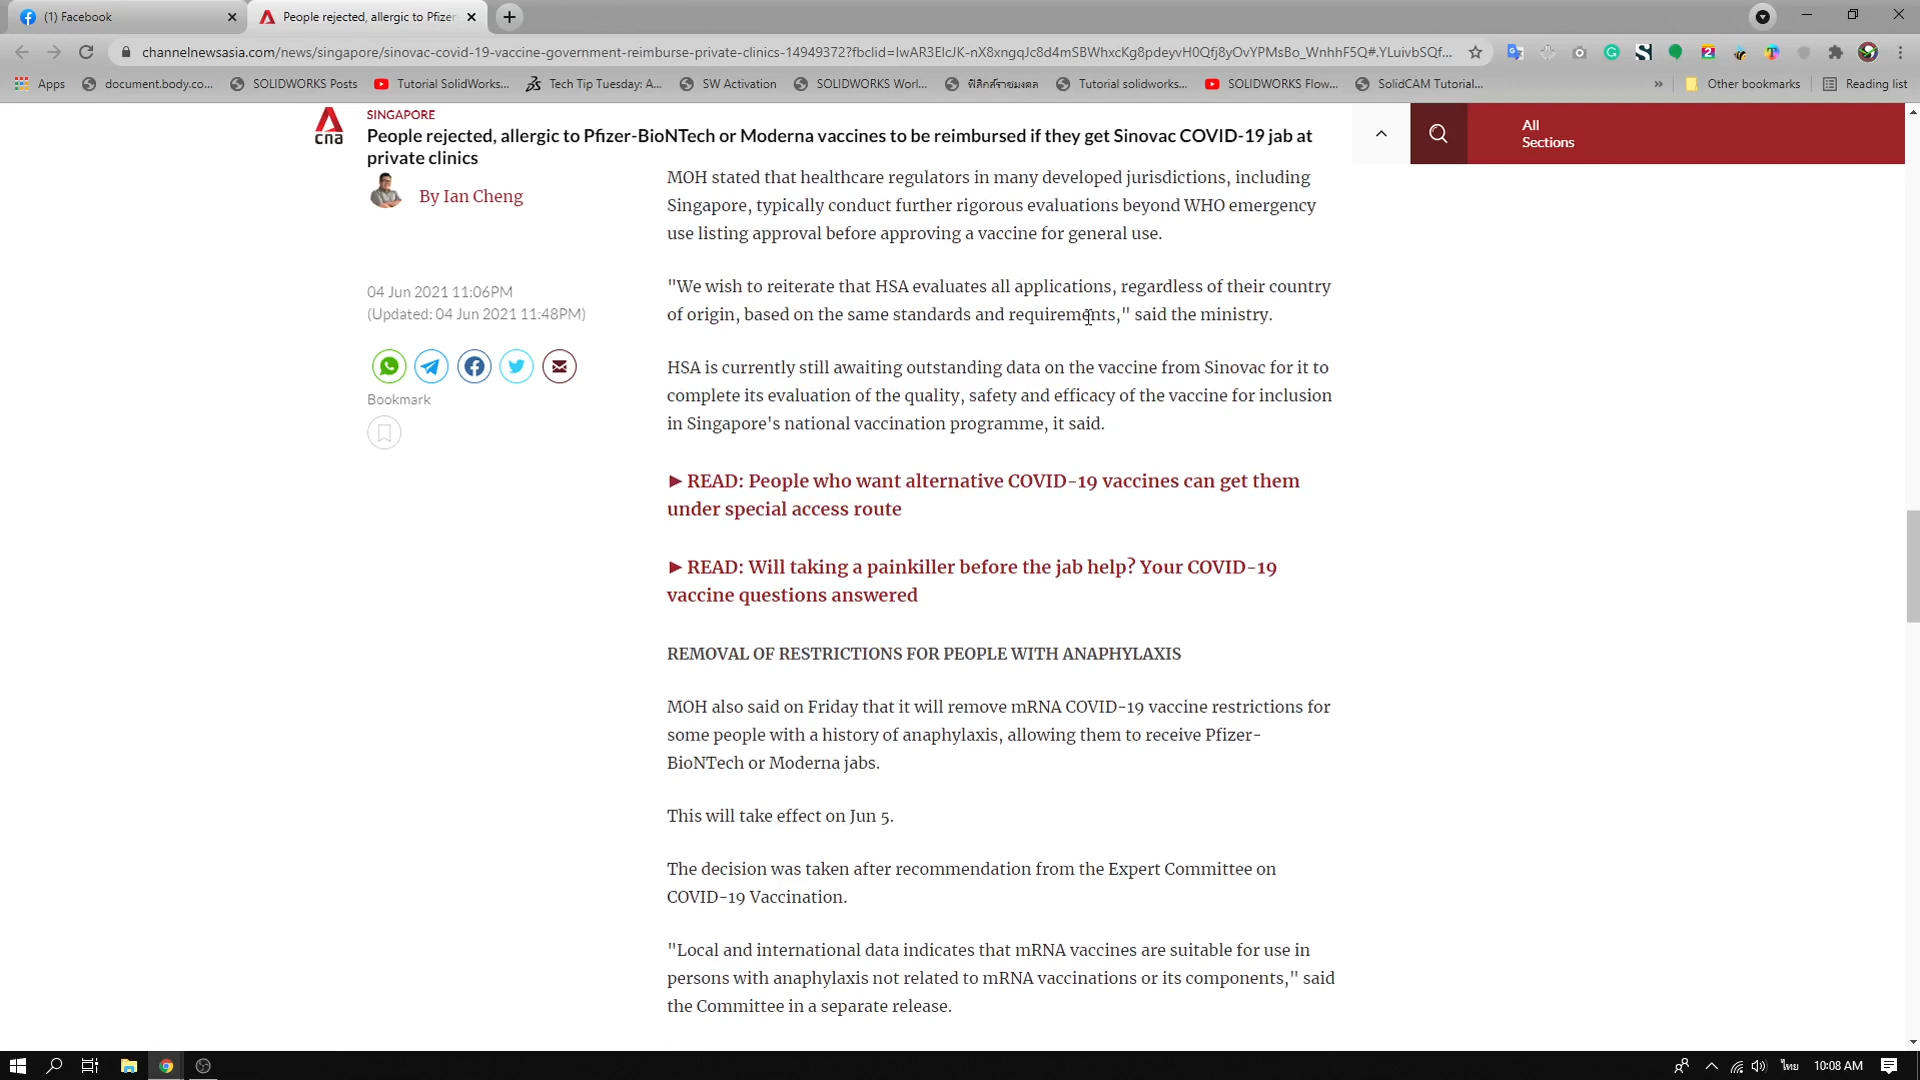 (1) Facebook
People rejected, allergic to Pfizer
channelnewsasia.com/news/singapore/sinovac-covid-19-vaccine-government-reimburse-private-clinics-14949372?fbclid=IwAR3ElcJK-nX8xngqJc8d4mSBWhxcKg8pdeyvH0Qfj8yOvYPMsBo_WnhhF5Q#.YLuivbSQf...
Apps
document.body.co...
SOLIDWORKS Posts
Tutorial SolidWorks...
Tech Tip Tuesday: A...
SW Activation
SOLIDWORKS Worl...
ฟิสิกส์ราชมงคล
Tutorial solidworks...
SOLIDWORKS Flow...
SolidCAM Tutorial...
»
Other bookmarks
Reading list
cna
SINGAPORE
People rejected, allergic to Pfizer-BioNTech or Moderna vaccines to be reimbursed if they get Sinovac COVID-19 jab at
private clinics
All
Sections
By Ian Cheng
04 Jun 2021 11:06PM
(Updated: 04 Jun 2021 11:48PM)
Bookmark
MOH stated that healthcare regulators in many developed jurisdictions, including
Singapore, typically conduct further rigorous evaluations beyond WHO emergency
use listing approval before approving a vaccine for general use.
"We wish to reiterate that HSA evaluates all applications, regardless of their country
of origin, based on the same standards and requirements," said the ministry.
HSA is currently still awaiting outstanding data on the vaccine from Sinovac for it to
complete its evaluation of the quality, safety and efficacy of the vaccine for inclusion
in Singapore's national vaccination programme, it said.
►READ: People who want alternative COVID-19 vaccines can get them
under special access route
►READ: Will taking a painkiller before the jab help? Your COVID-19
vaccine questions answered
REMOVAL OF RESTRICTIONS FOR PEOPLE WITH ANAPHYLAXIS
MOH also said on Friday that it will remove mRNA COVID-19 vaccine restrictions for
some people with a history of anaphylaxis, allowing them to receive Pfizer-
BioNTech or Moderna jabs.
This will take effect on Jun 5.
The decision was taken after recommendation from the Expert Committee on
COVID-19 Vaccination.
"Local and international data indicates that mRNA vaccines are suitable for use in
persons with anaphylaxis not related to mRNA vaccinations or its components," said
the Committee in a separate release.
ไทย
10:08 AM